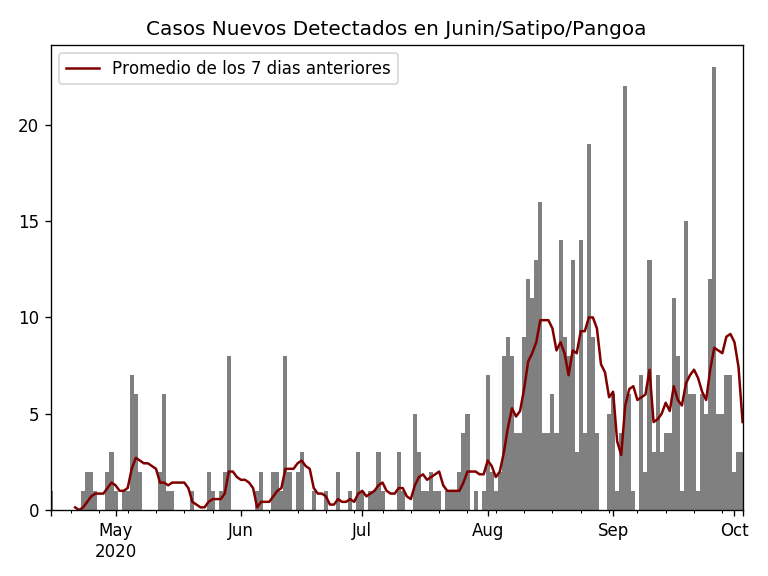 Casos Nuevos Detectados en Junin/Satipo/Pangoa
Promedio de los 7 dias anteriores
20
15
10
5
0
May Jun Jul Aug Sep Oct
2020